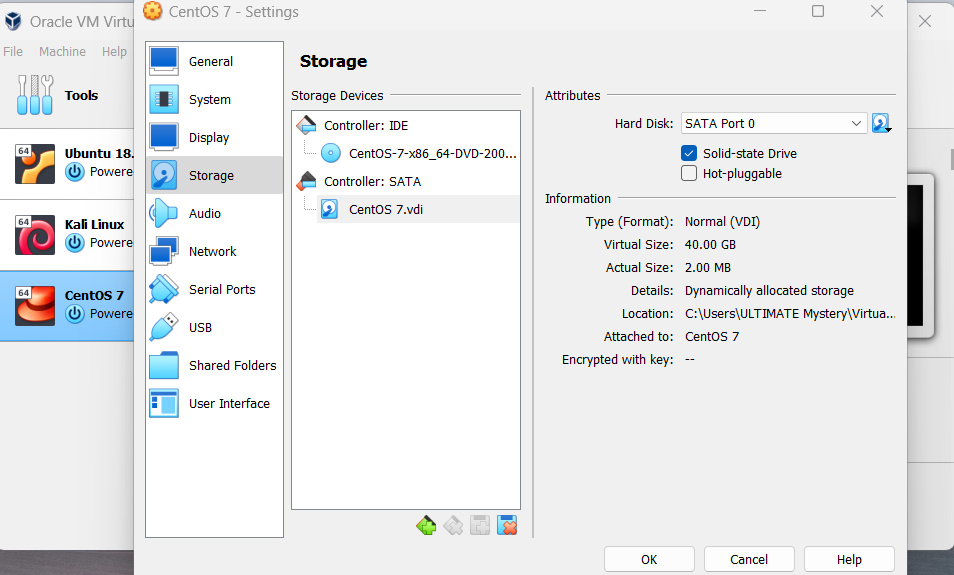 Oracle VM Virtu
File Machine Help
Tools
64
Ubuntu 18.
Powere
64
Kali Linux
Powere
64
CentOS 7
Powere
CentOS 7 - Settings
General
System
Display
Storage
Audio
Network
Serial Ports
USB
Shared Folders
User Interface
Storage
Storage Devices
Controller: IDE
CentOS-7-x86_64-DVD-200...
Controller: SATA
CentOS 7.vdi
Attributes
Hard Disk: SATA Port 0
Solid-state Drive
Hot-pluggable
Information
Type (Format): Normal (VDI)
Virtual Size: 40.00 GB
Actual Size: 2.00 MB
Details: Dynamically allocated storage
Location: C:\Users\ULTIMATE Mystery\Virtua...
Attached to: CentOS 7
Encrypted with key: --
OK Cancel Help